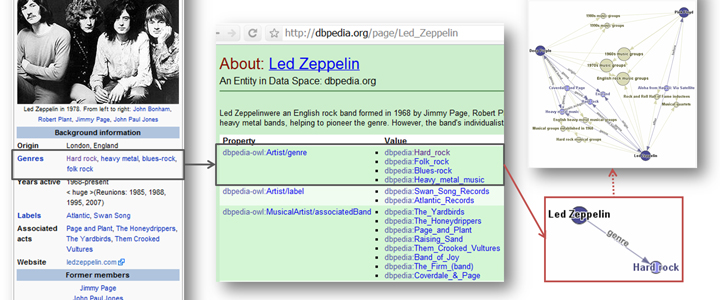 Led Zeppelin in 1978. From left to right: John Bonham,
Robert Plant, Jimmy Page, John Paul Jones
Background information
Origin London, England
Genres Hard rock, heavy metal, blues-rock,
folk rock
Years active 1968-present
< huge >(Reunions: 1985, 1988,
1995, 2007)
Labels Atlantic, Swan Song
Associated acts Page and Plant, The Honeydrippers,
The Yardbirds, Them Crooked
Vultures
Website ledzeppelin.com
Former members
Jimmy Page
John Paul Jones
http://dbpedia.org/page/Led_Zeppelin
About: Led Zeppelin
An Entity in Data Space: dbpedia.org
Led Zeppelinwere an English rock band formed in 1968 by Jimmy Page, Robert P
heavy metal bands, helping to pioneer the genre. However, the band's individualist
Property Value
dbpedia-owl:Artist/genre
dbpedia:Hard_rock
dbpedia:Folk_rock
dbpedia:Blues-rock
dbpedia:Heavy_metal_music
dbpedia-owl:Artist/label
dbpedia:Swan_Song_Records
dbpedia:Atlantic_Records
dbpedia-owl:MusicalArtist/associatedBand
dbpedia:The_Yardbirds
dbpedia:The_Honeydrippers
dbpedia:Page_and_Plant
dbpedia:Raising_Sand
dbpedia:Them_Crooked_Vultures
dbpedia:Band_of_Joy
dbpedia:The_Firm_(band)
dbpedia:Coverdale_&_Page
1980s music groups
1970s music groups
English rock music groups
Coverdale and Page
Rock and Roll Hall of Fame inductees
Musical quartets
English heavy metal musical groups
Musical groups established in 1968
Led Zeppelin
Led Zeppelin
genre
Hard rock